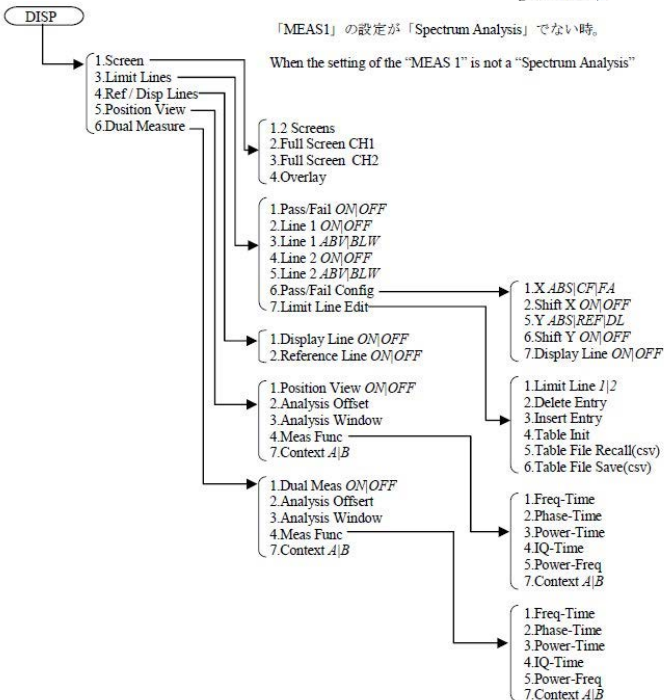 DISP
「MEAS1」の設定が「Spectrum Analysis」でない時。
When the setting of the “MEAS 1” is not a “Spectrum Analysis”
1.Screen
3.Limit Lines
4.Ref / Disp Lines
5.Position View
6.Dual Measure
1.2 Screens
2.Full Screen CH1
3.Full Screen CH2
4.Overlay
1.Pass/Fail ON|OFF
2.Line 1 ON|OFF
3.Line 1 ABV|BLW
4.Line 2 ON|OFF
5.Line 2 ABV|BLW
6.Pass/Fail Config
7.Limit Line Edit
1.X ABS|CF|FA
2.Shift X ON|OFF
5.Y ABS|REF|DL
6.Shift Y ON|OFF
7.Display Line ON|OFF
1.Display Line ON|OFF
2.Reference Line ON|OFF
1.Limit Line 1|2
2.Delete Entry
3.Insert Entry
4.Table Init
5.Table File Recall(csv)
6.Table File Save(csv)
1.Position View ON|OFF
2.Analysis Offset
3.Analysis Window
4.Meas Func
7.Context A|B
1.Dual Meas ON|OFF
2.Analysis Offsert
3.Analysis Window
4.Meas Func
7.Context A|B
1.Freq-Time
2.Phase-Time
3.Power-Time
4.IQ-Time
5.Power-Freq
7.Context A|B
1.Freq-Time
2.Phase-Time
3.Power-Time
4.IQ-Time
5.Power-Freq
7.Context A|B